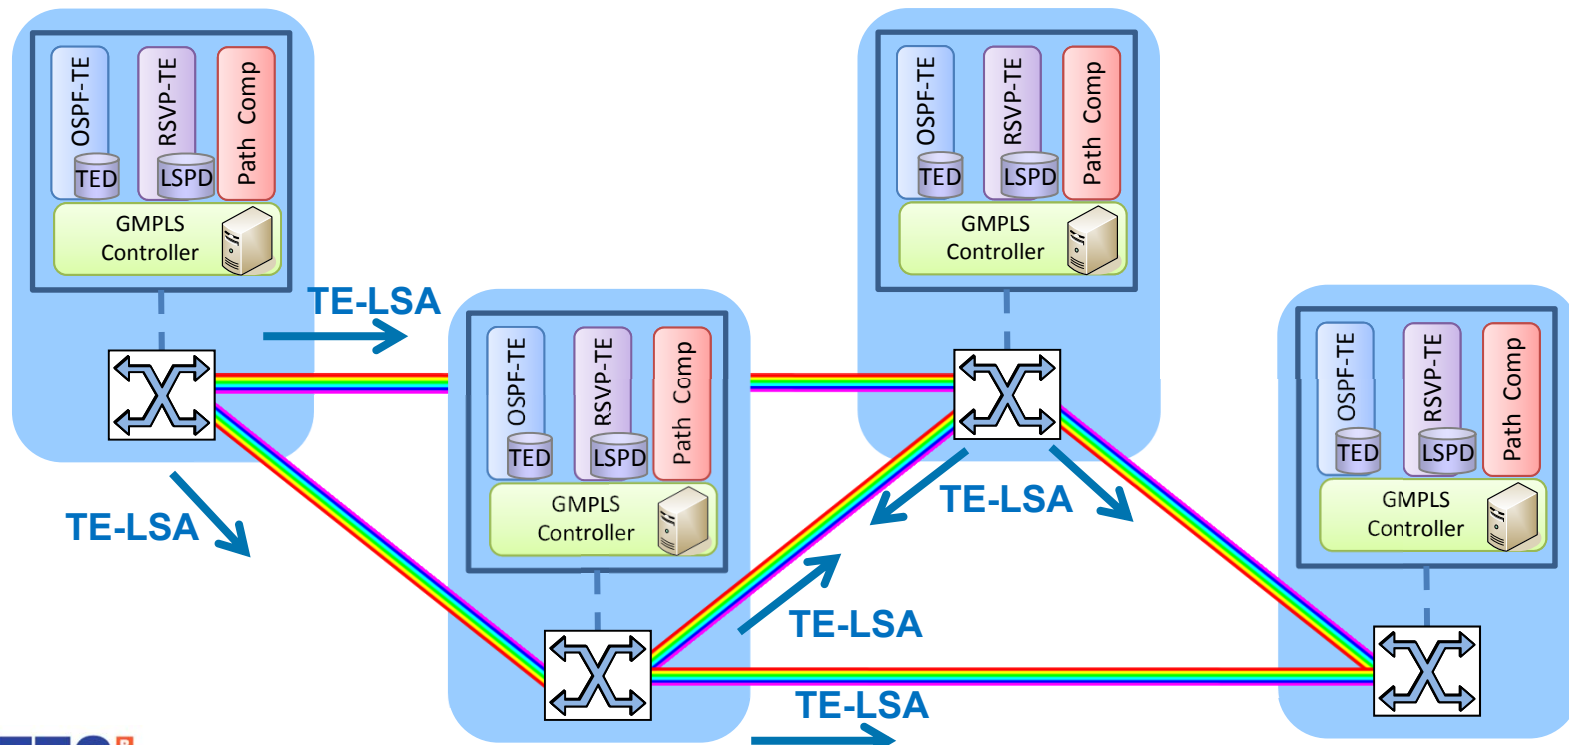 OSPF-TE
RSVP-TE
Path Comp
TED
LSPD
GMPLS
Controller
OSPF-TE
RSVP-TE
Path Comp
TED
LSPD
GMPLS
Controller
TE-LSA
OSPF-TE
RSVP-TE
Path Comp
TED
LSPD
GMPLS
Controller
OSPF-TE
RSVP-TE
Path Comp
TED
LSPD
GMPLS
Controller
TE-LSA
TE-LSA
TE-LSA
TE-LSA